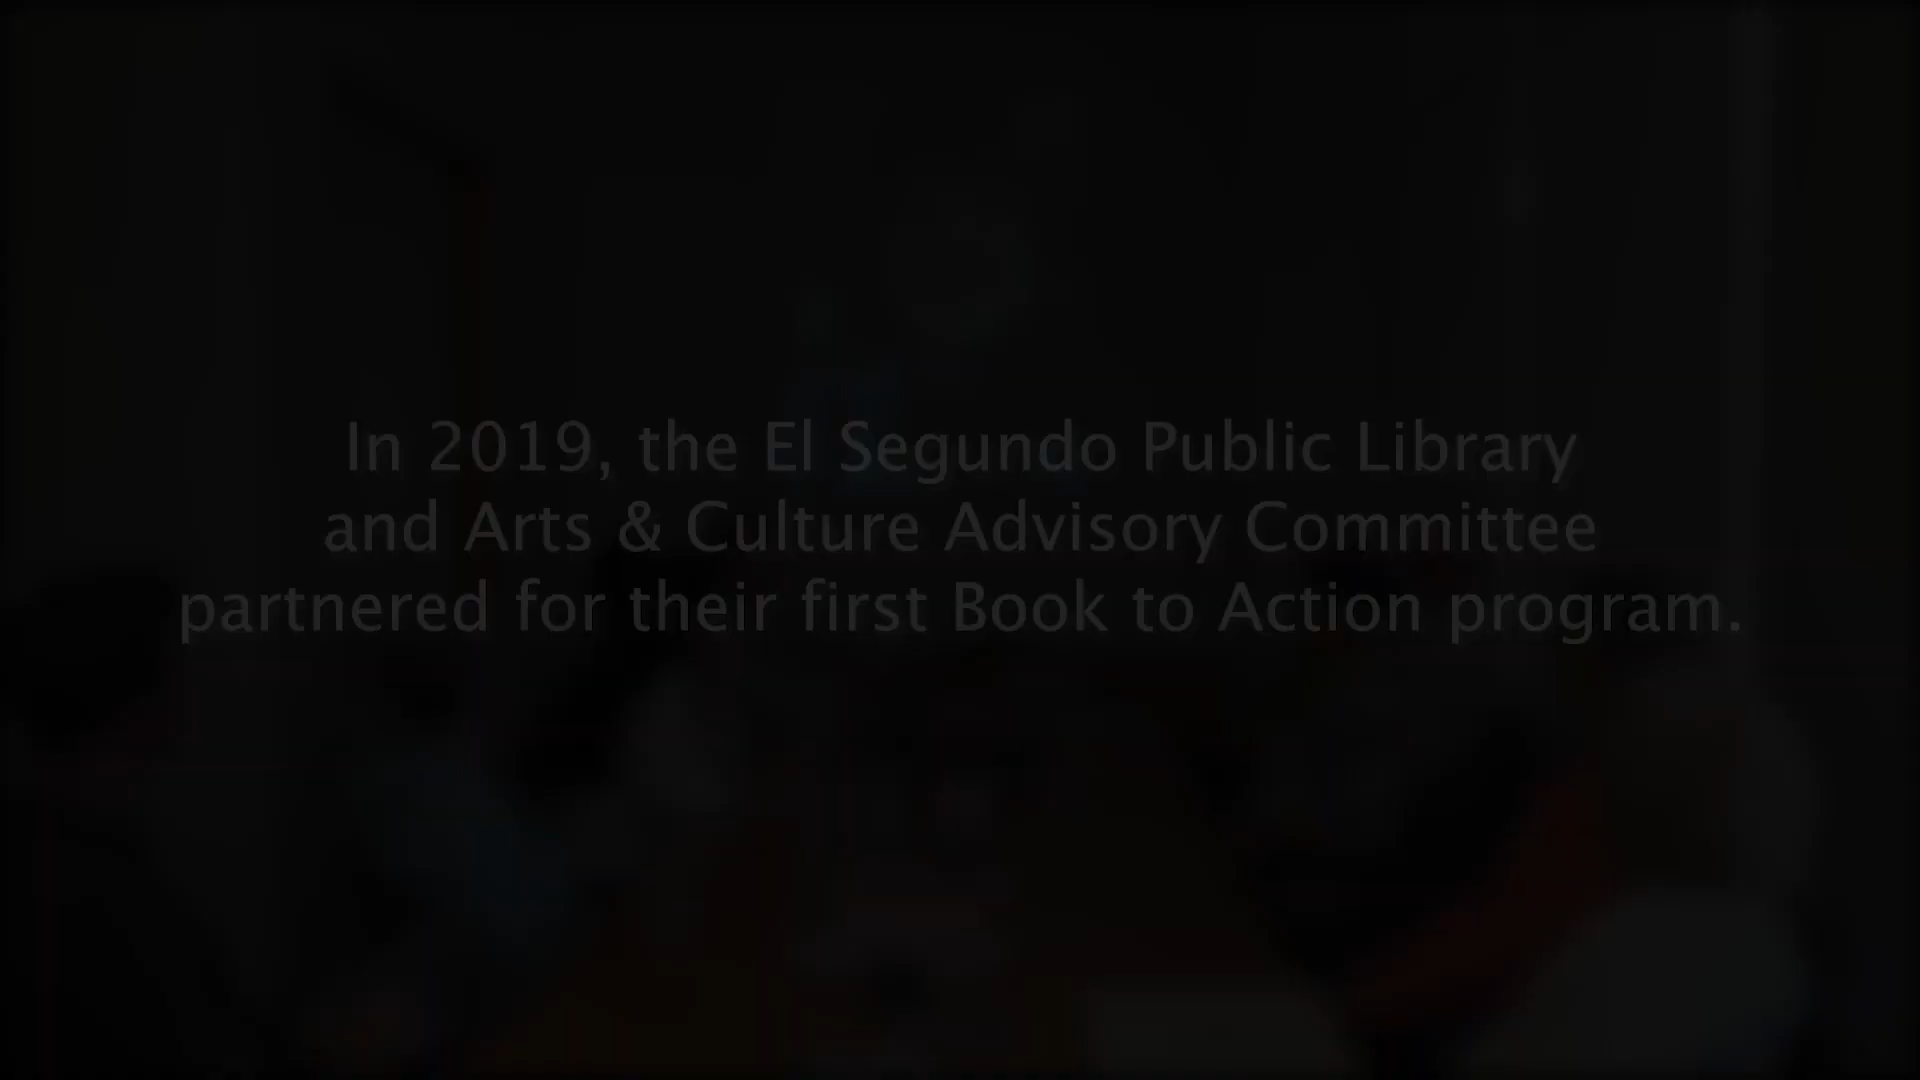 In 2019, the El Segundo Public Library
and Arts & Culture Advisory Committee
partnered for their first Book to Action program.